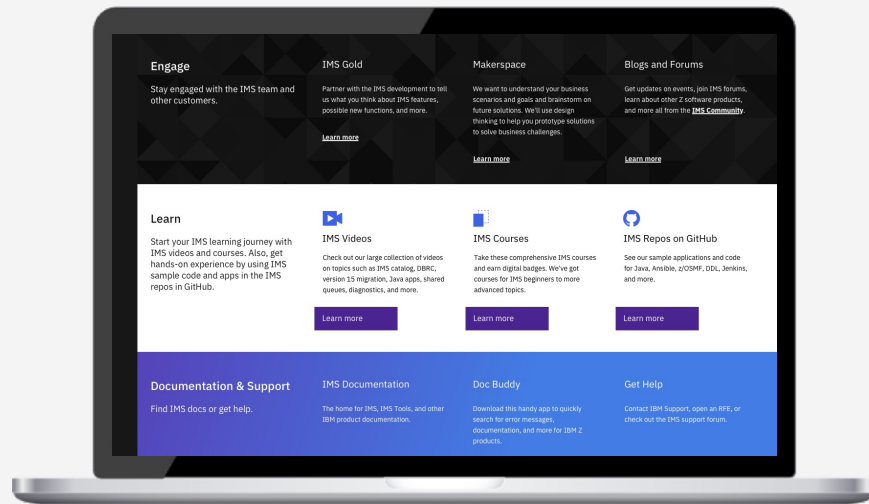 Engage
Stay engaged with the IMS team and
other customers.
IMS Gold
Partner with the IMS development to tell
us what you think about IMS features,
possible new functions, and more.
Learn more
Makerspace
We want to understand your business
scenarios and goals and brainstorm on
future solutions. We'll use design
thinking to help you prototype solutions
to solve business challenges.
Learn more
Blogs and Forums
Get updates on events, join IMS forums,
learn about other Z software products,
and more all from the IMS Community.
Learn more
Learn
Start your IMS learning journey with
IMS videos and courses. Also, get
hands-on experience by using IMS
sample code and apps in the IMS
repos in GitHub.
IMS Videos
Check out our large collection of videos
on topics such as IMS catalog, DBRC,
version 15 migration, Java apps, shared
queues, diagnostics, and more.
Learn more
IMS Courses
Take these comprehensive IMS courses
and earn digital badges. We've got
courses for IMS beginners to more
advanced topics.
Learn more
IMS Repos on GitHub
See our sample applications and code
for Java, Ansible, z/OSMF, DDL, Jenkins,
and more.
Learn more
Documentation & Support
Find IMS docs or get help.
IMS Documentation
The home for IMS, IMS Tools, and other
IBM product documentation.
Doc Buddy
Download this handy app to quickly
search for error messages,
documentation, and more for IBM Z
products.
Get Help
Contact IBM Support, open an RFE, or
check out the IMS support forum.